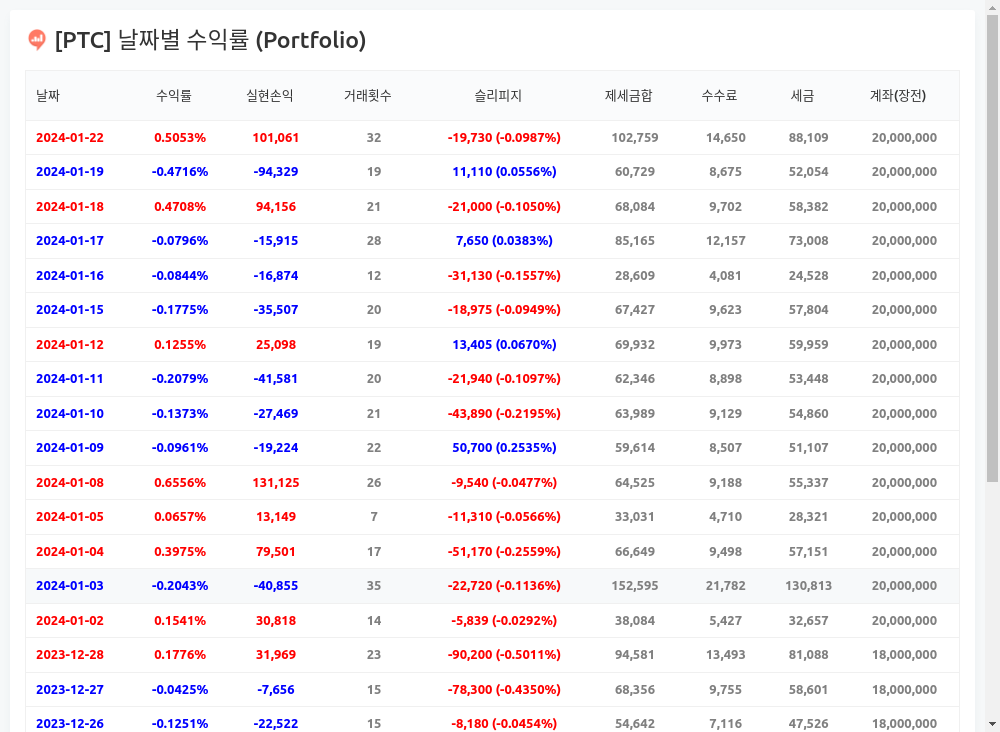 [PTC] 날짜별 수익률 (Portfolio)
날짜 수익률 실현손익 거래횟수 슬리피지 제세금합 수수료 세금 계좌(장전)
2024-01-22 0.5053% 101,061 32 -19,730 (-0.0987%) 102,759 14,650 88,109 20,000,000
2024-01-19 -0.4716% -94,329 19 11,110 (0.0556%) 60,729 8,675 52,054 20,000,000
2024-01-18 0.4708% 94,156 21 -21,000 (-0.1050%) 68,084 9,702 58,382 20,000,000
2024-01-17 -0.0796% -15,915 28 7,650 (0.0383%) 85,165 12,157 73,008 20,000,000
2024-01-16 -0.0844% -16,874 12 -31,130 (-0.1557%) 28,609 4,081 24,528 20,000,000
2024-01-15 -0.1775% -35,507 20 -18,975 (-0.0949%) 67,427 9,623 57,804 20,000,000
2024-01-12 0.1255% 25,098 19 13,405 (0.0670%) 69,932 9,973 59,959 20,000,000
2024-01-11 -0.2079% -41,581 20 -21,940 (-0.1097%) 62,346 8,898 53,448 20,000,000
2024-01-10 -0.1373% -27,469 21 -43,890 (-0.2195%) 63,989 9,129 54,860 20,000,000
2024-01-09 -0.0961% -19,224 22 50,700 (0.2535%) 59,614 8,507 51,107 20,000,000
2024-01-08 0.6556% 131,125 26 -9,540 (-0.0477%) 64,525 9,188 55,337 20,000,000
2024-01-05 0.0657% 13,149 7 -11,310 (-0.0566%) 33,031 4,710 28,321 20,000,000
2024-01-04 0.3975% 79,501 17 -51,170 (-0.2559%) 66,649 9,498 57,151 20,000,000
2024-01-03 -0.2043% -40,855 35 -22,720 (-0.1136%) 152,595 21,782 130,813 20,000,000
2024-01-02 0.1541% 30,818 14 -5,839 (-0.0292%) 38,084 5,427 32,657 20,000,000
2023-12-28 0.1776% 31,969 23 -90,200 (-0.5011%) 94,581 13,493 81,088 18,000,000
2023-12-27 -0.0425% -7,656 15 -78,300 (-0.4350%) 68,356 9,755 58,601 18,000,000
2023-12-26 -0.1251% -22,522 15 -8,180 (-0.0454%) 54,642 7,116 47,526 18,000,000